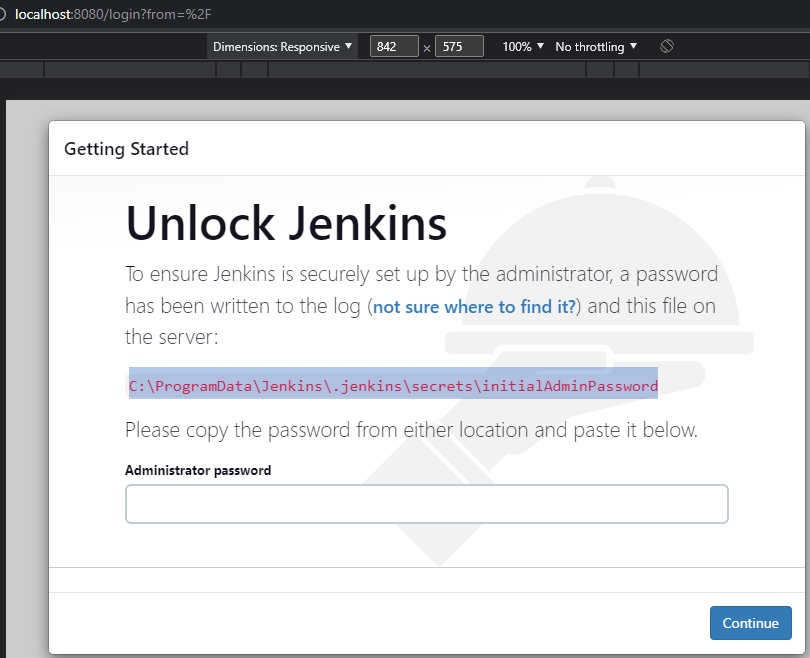 localhost:8080/login?from=%2F
Dimensions: Responsive ▼ 842 × 575 100% ▼ No throttling ▼
Getting Started
Unlock Jenkins
To ensure Jenkins is securely set up by the administrator, a password
has been written to the log (not sure where to find it?) and this file on
the server:
C:\ProgramData\Jenkins\.jenkins\secrets\initialAdminPassword
Please copy the password from either location and paste it below.
Administrator password
Continue